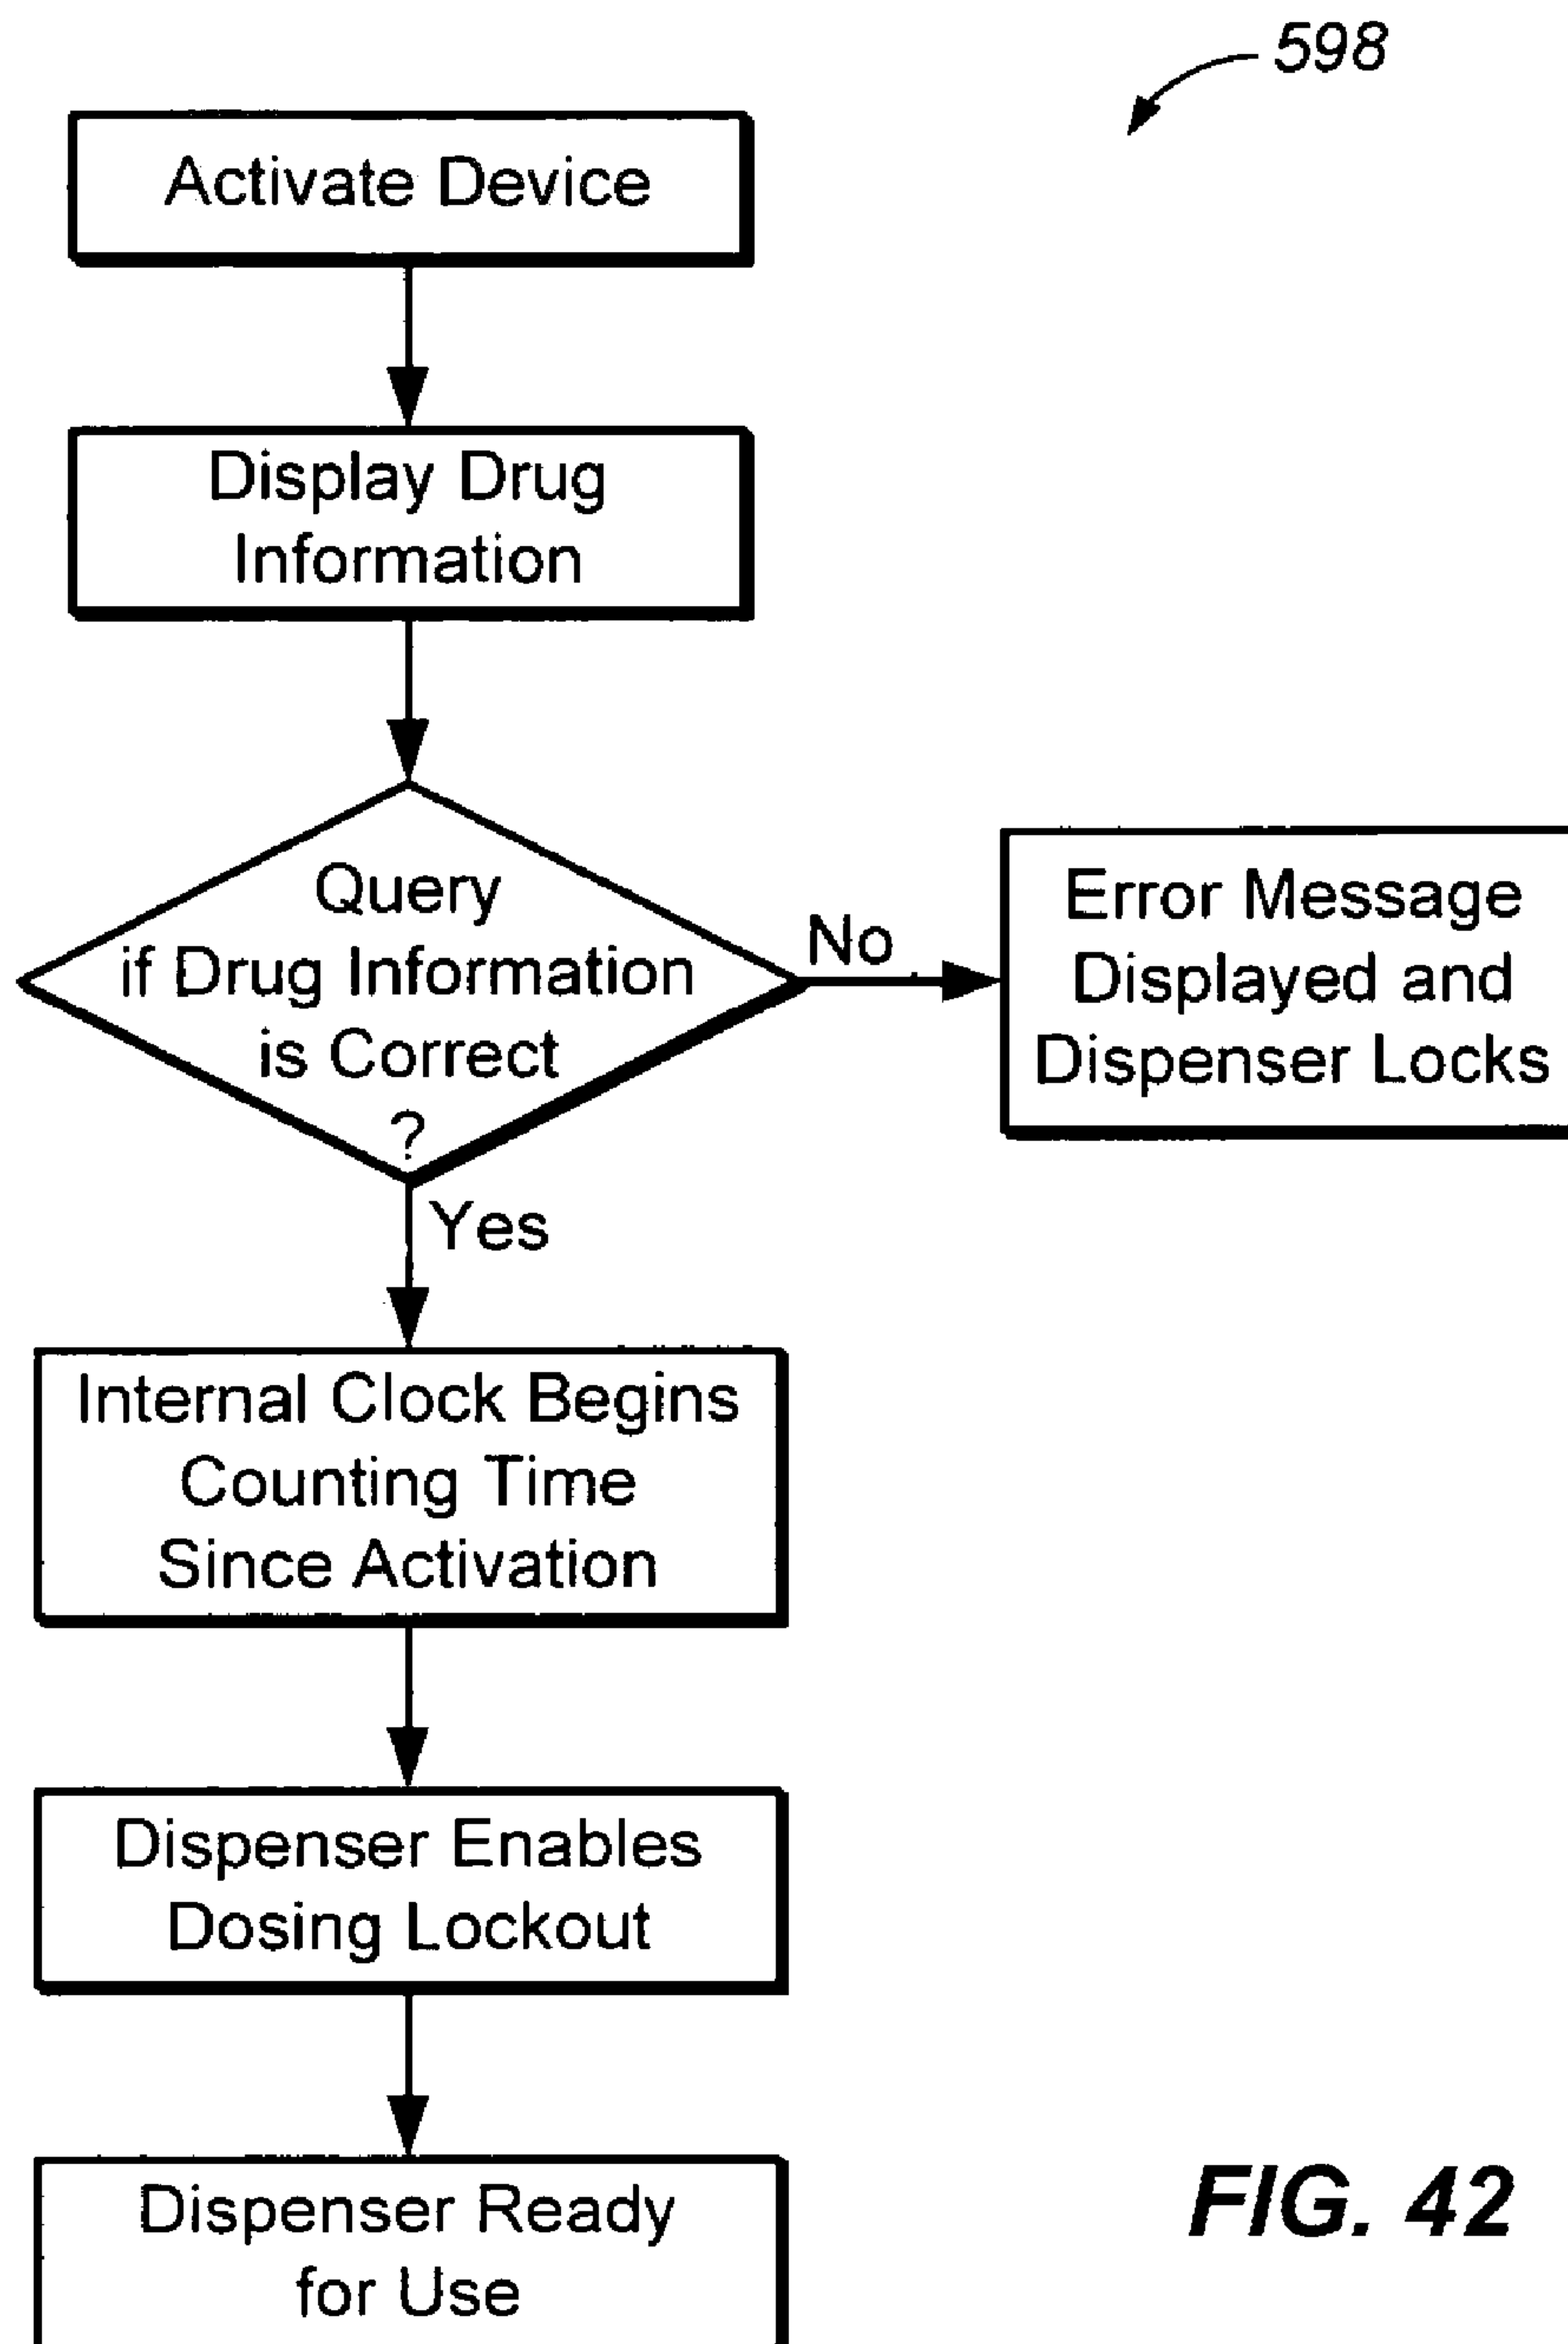 598
Activate Device
Display Drug
Information
Query
if Drug Information
is Correct
?
No
Error Message
Displayed and
Dispenser Locks
Yes
Internal Clock Begins
Counting Time
Since Activation
Dispenser Enables
Dosing Lockout
Dispenser Ready
for Use
FIG. 42